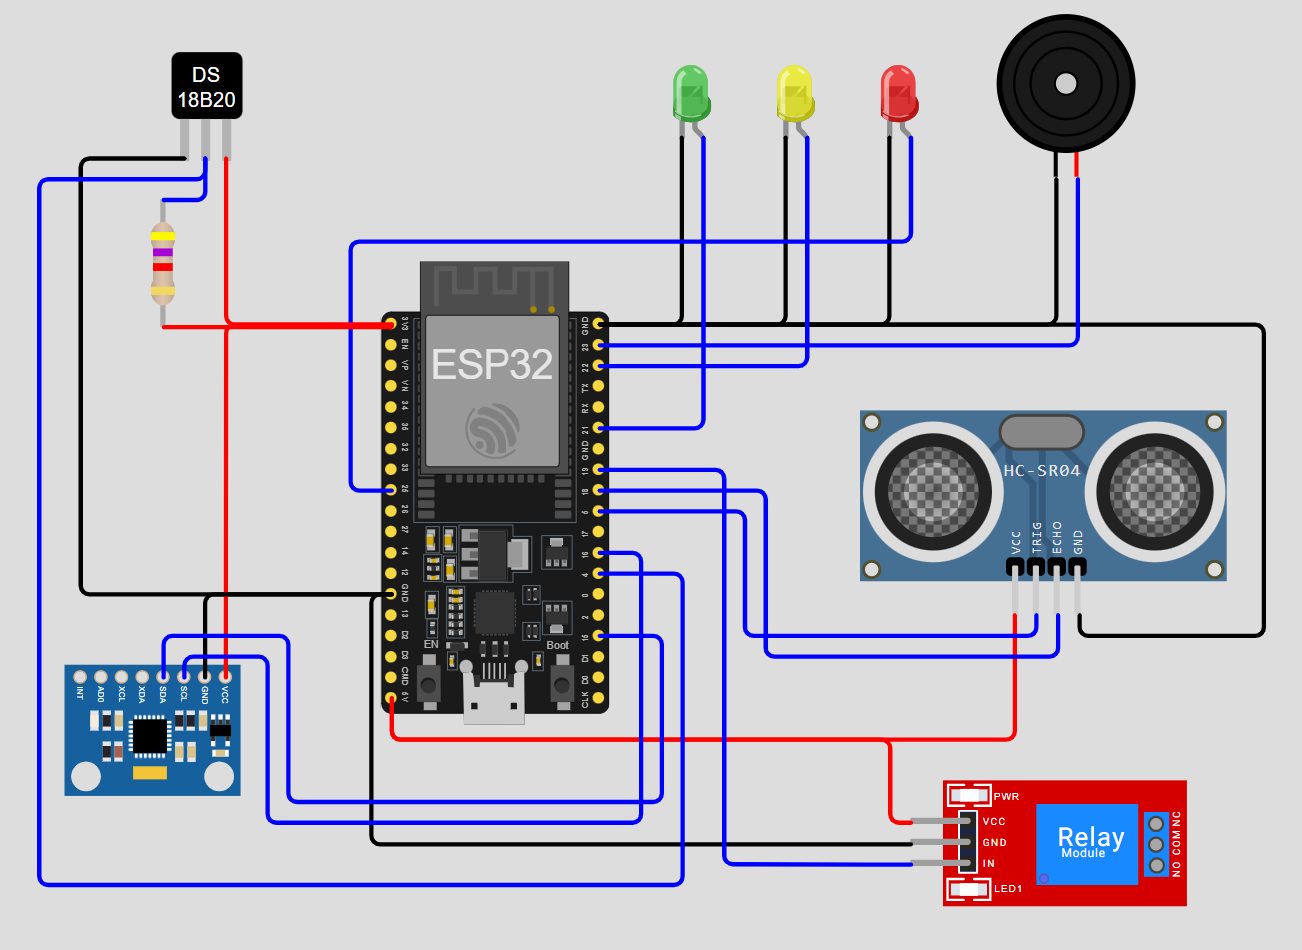 DS
18B20
3V3
EN
VP
VN
34
35
32
33
25
26
27
14
12
GND
13
D2
D3
CMD
5V
ESP32
EN
Boot
GND
23
22
TX
RX
21
GND
19
18
5
17
16
4
0
2
15
D1
D0
CLK
HC-SR04
VCC
TRIG
ECHO
GND
INT
AD0
XCL
XDA
SDA
SCL
GND
VCC
PWR
VCC
GND
IN
LED1
Relay
Module
NC
COM
NO